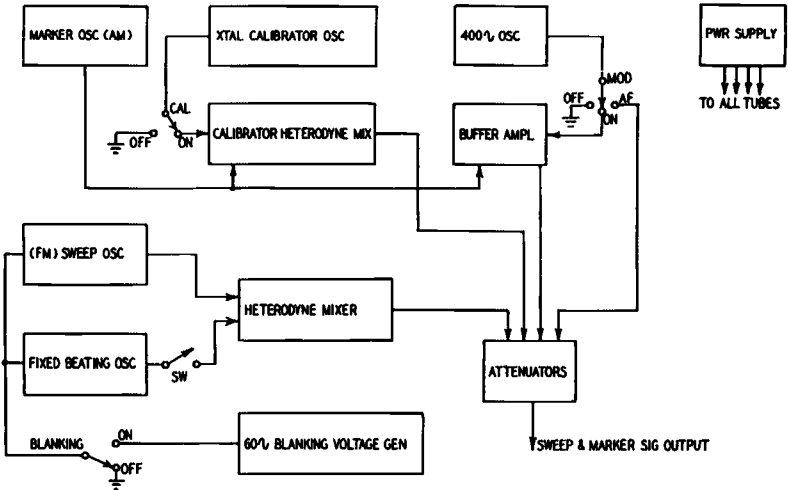 MARKER OSC (AM)
XTAL CALIBRATOR OSC
400∿ OSC
PWR SUPPLY
TO ALL TUBES
CAL
OFF
ON
CALIBRATOR HETERODYNE MIX
BUFFER AMPL
MOD
OFF
AF
ON
(FM) SWEEP OSC
HETERODYNE MIXER
FIXED BEATING OSC
SW
ATTENUATORS
BLANKING
ON
OFF
60∿ BLANKING VOLTAGE GEN
SWEEP & MARKER SIG OUTPUT